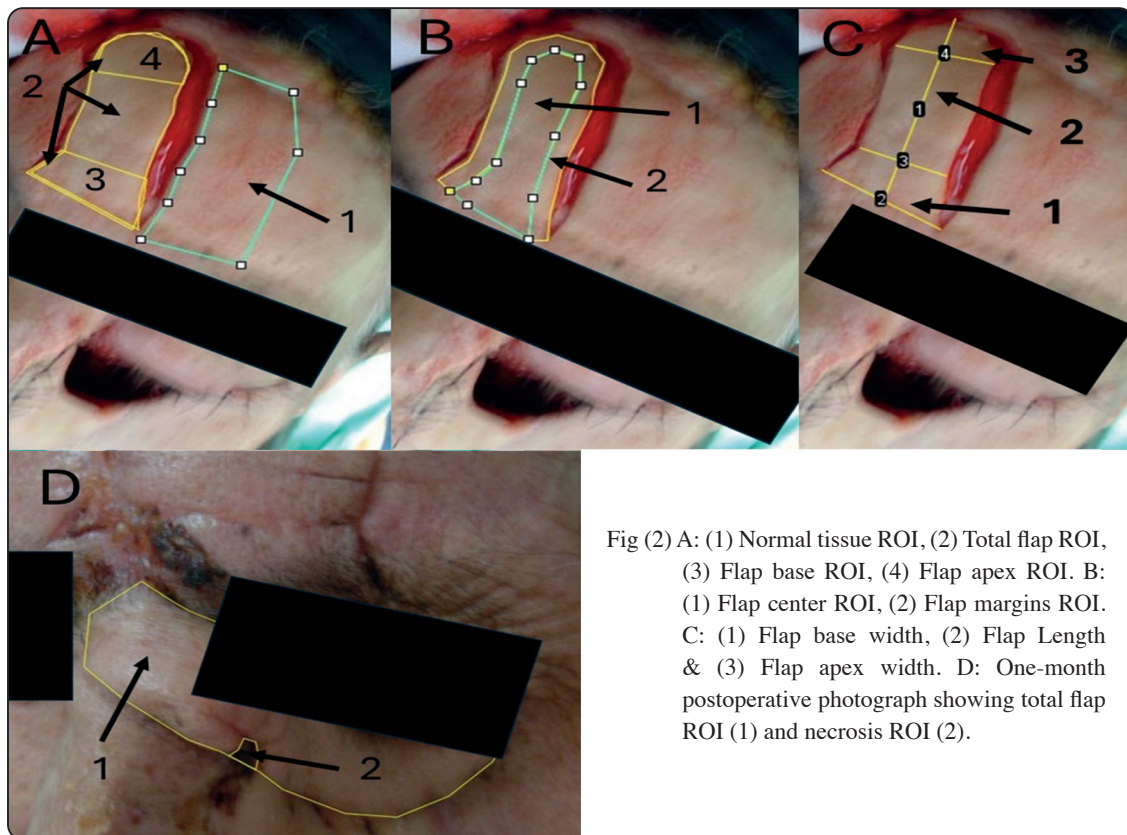 A
4
2
3
1
B
1
2
C
4
3
1
2
3
2
1
D
1
2
Fig (2) A: (1) Normal tissue ROI, (2) Total flap ROI,
(3) Flap base ROI, (4) Flap apex ROI. B:
(1) Flap center ROI, (2) Flap margins ROI.
C: (1) Flap base width, (2) Flap Length
& (3) Flap apex width. D: One-month
postoperative photograph showing total flap
ROI (1) and necrosis ROI (2).